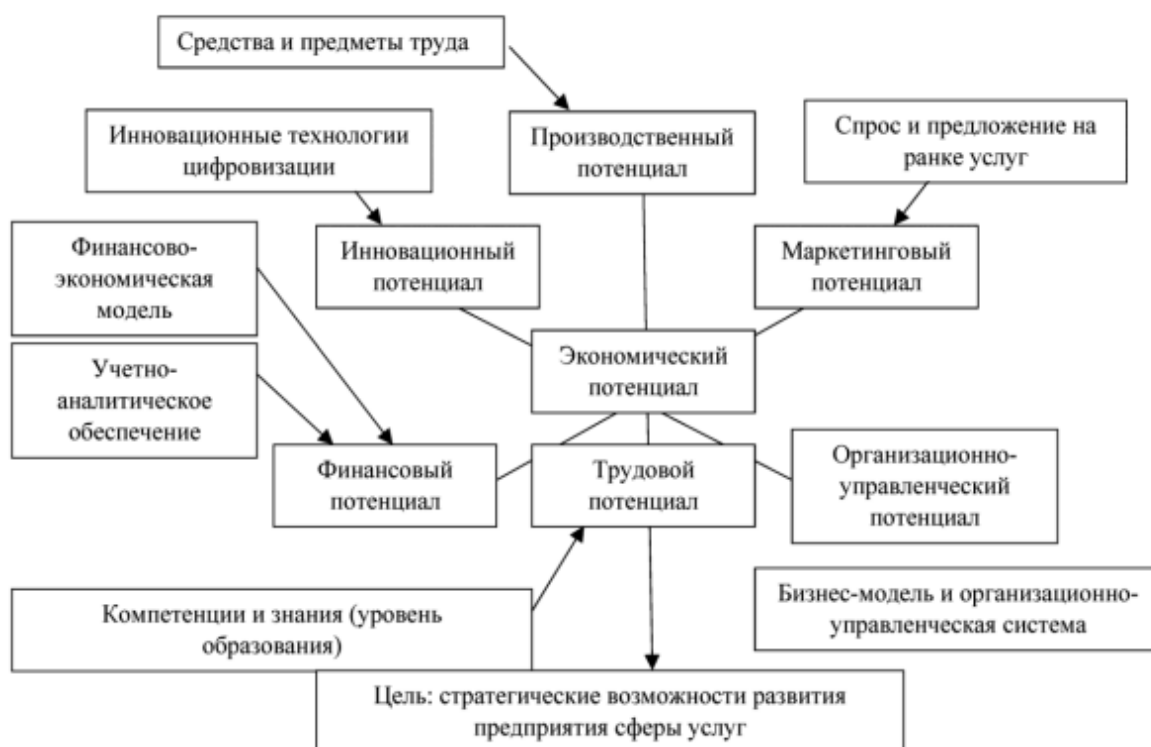 Средства и предметы труда
Инновационные технологии
цифровизации
Производственный
потенциал
Спрос и предложение на
ранке услуг
Финансово-
экономическая
модель
Инновационный
потенциал
Маркетинговый
потенциал
Учетно-
аналитическое
обеспечение
Экономический
потенциал
Финансовый
потенциал
Трудовой
потенциал
Организационно-
управленческий
потенциал
Компетенции и знания (уровень
образования)
Бизнес-модель и организационно-
управленческая система
Цель: стратегические возможности развития
предприятия сферы услуг